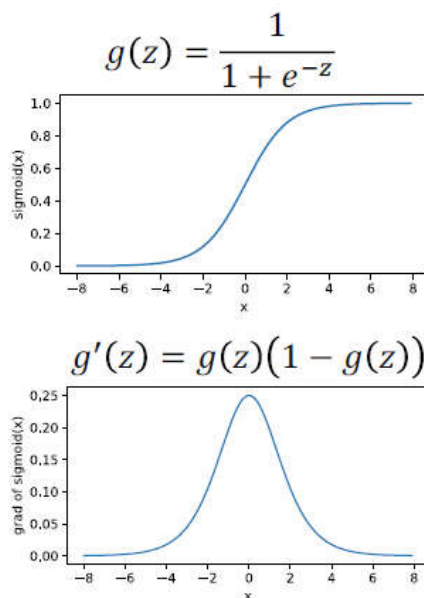 g(z) = 1 / (1 + e^{-z})
1.0
0.8
0.6
0.4
0.2
0.0
sigmoid(x)
−8 −6 −4 −2 0 2 4 6 8
x
g′(z) = g(z)(1 − g(z))
0,25
0,20
0,15
0,10
0,05
0,00
grad of sigmoid(x)
−8 −6 −4 −2 0 2 4 6 8
x